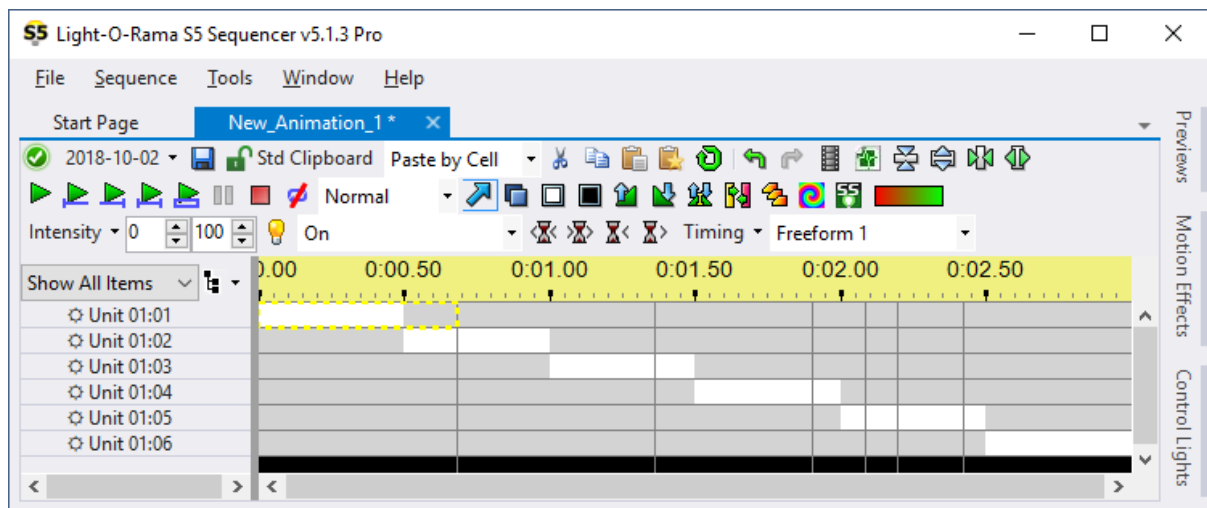 S5 Light-O-Rama S5 Sequencer v5.1.3 Pro
File Sequence Tools Window Help
Start Page New_Animation_1 *
2018-10-02 Std Clipboard Paste by Cell
Normal S5
Intensity 0 100 On Timing Freeform 1
Show All Items 0.00 0:00.50 0:01.00 0:01.50 0:02.00 0:02.50
Unit 01:01
Unit 01:02
Unit 01:03
Unit 01:04
Unit 01:05
Unit 01:06
Previews
Motion Effects
Control Lights